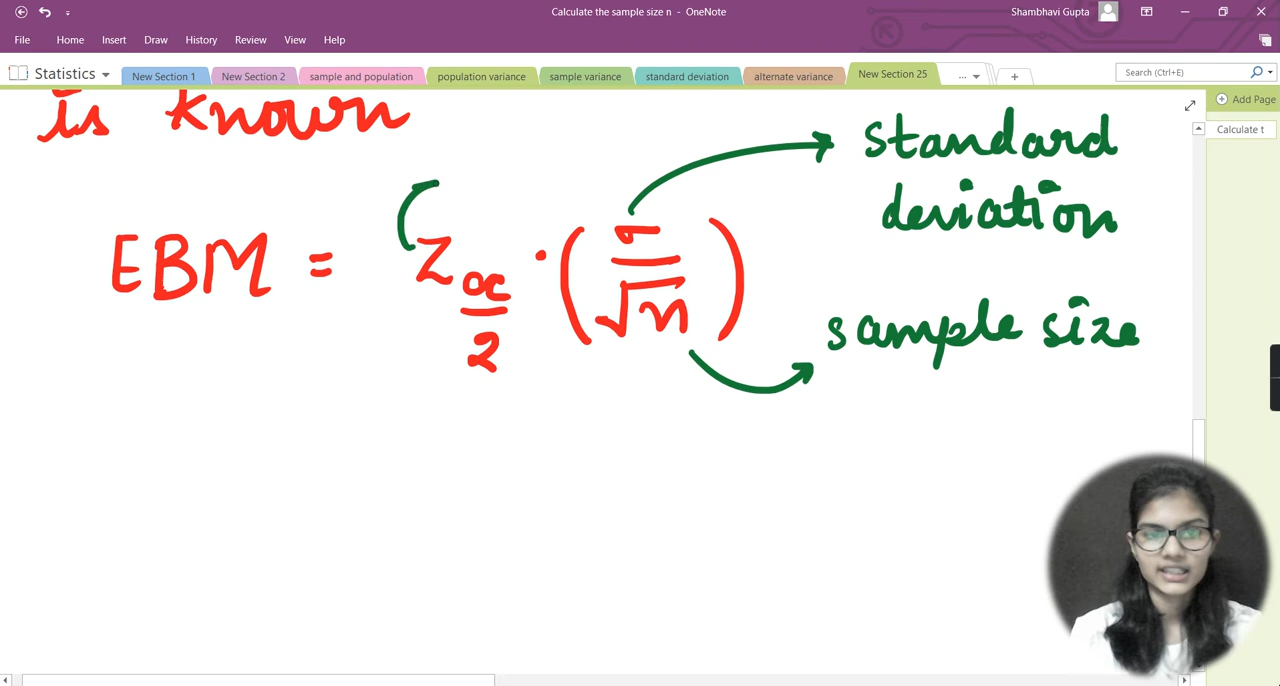 Calculate the sample size n - OneNote
Shambhavi Gupta
File Home Insert Draw History Review View Help
Statistics New Section 1 New Section 2 sample and population population variance sample variance standard deviation alternate variance New Section 25 ... + Search (Ctrl+E)
Add Page
Calculate t
is known
standard
deviation
EBM = Z α/2 · (σ/√n)
sample size